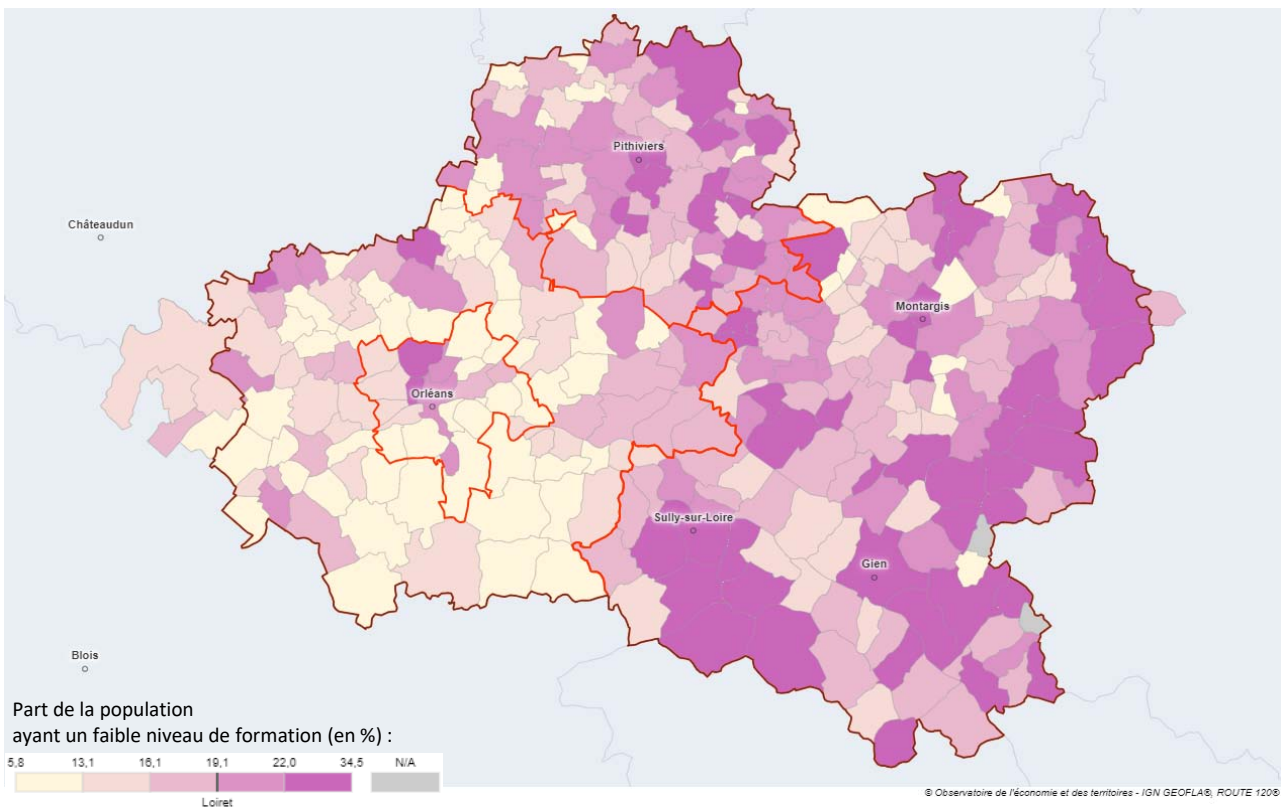 Pithiviers
Châteaudun
Montargis
Orléans
Sully-sur-Loire
Gien
Blois
Part de la population
ayant un faible niveau de formation (en %) :
5,8 13,1 16,1 19,1 22,0 34,5 N/A
Loiret
© Observatoire de l'économie et des territoires - IGN GEOFLA®, ROUTE 120®